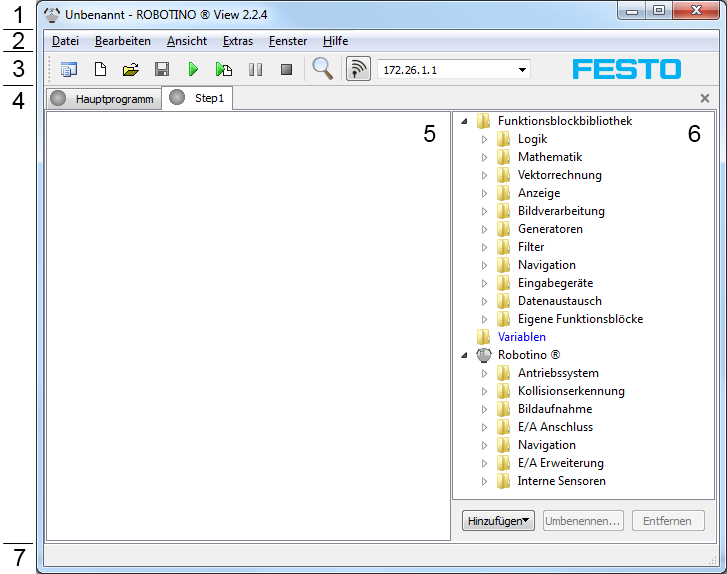 1
Unbenannt - ROBOTINO ® View 2.2.4
2
Datei Bearbeiten Ansicht Extras Fenster Hilfe
3
172.26.1.1
FESTO
4
Hauptprogramm Step1
5
6
Funktionsblockbibliothek
Logik
Mathematik
Vektorrechnung
Anzeige
Bildverarbeitung
Generatoren
Filter
Navigation
Eingabegeräte
Datenaustausch
Eigene Funktionsblöcke
Variablen
Robotino ®
Antriebssystem
Kollisionserkennung
Bildaufnahme
E/A Anschluss
Navigation
E/A Erweiterung
Interne Sensoren
Hinzufügen Umbenennen... Entfernen
7